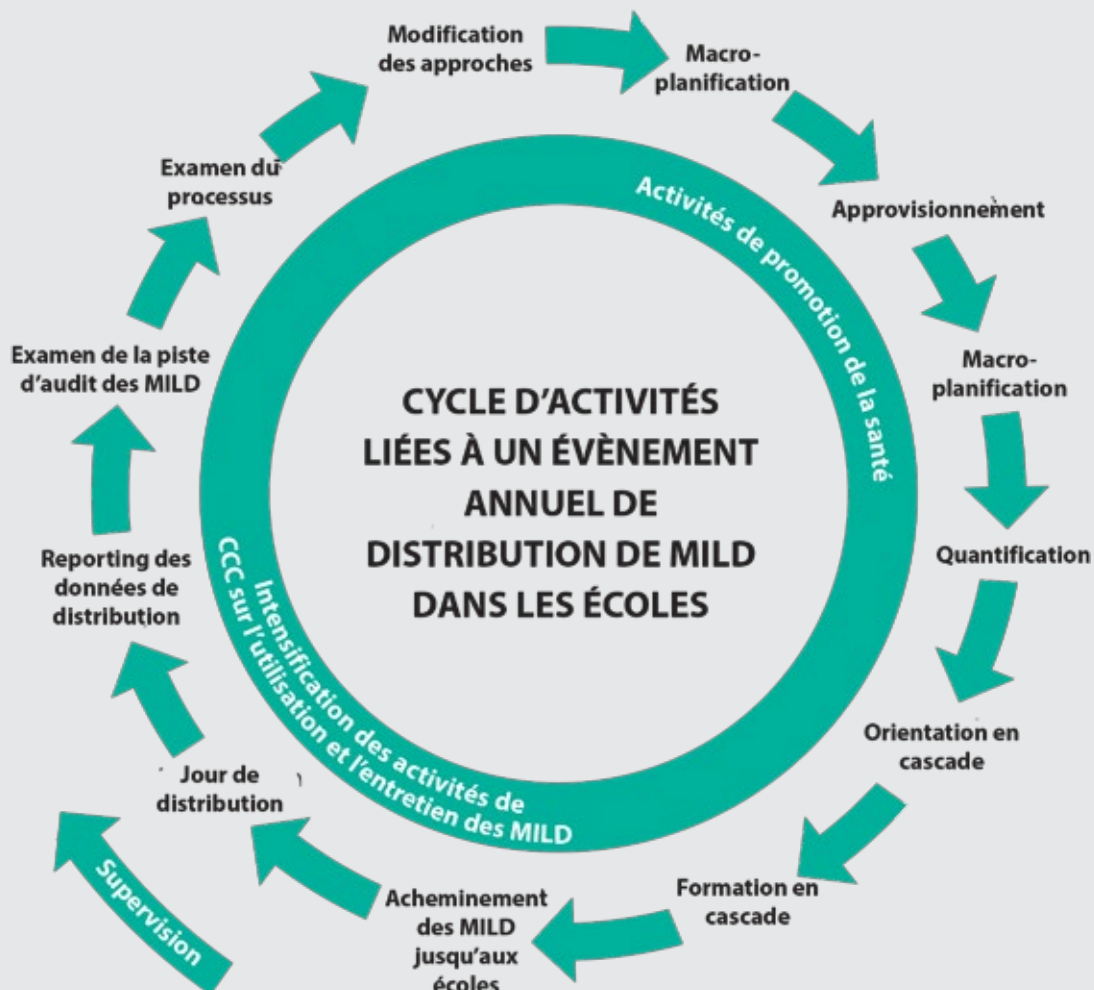 Modification
des approches
Macro-
planification
Approvisionnement
Macro-
planification
Quantification
Orientation en
cascade
Formation en
cascade
Acheminement
des MILD
jusqu'aux
écoles
Jour de
distribution
Reporting des
données de
distribution
Examen de la piste
d'audit des MILD
Examen du
processus
Supervision
Activités de promotion de la santé
Intensification des activités de
CCC sur l'utilisation et l'entretien des MILD
CYCLE D'ACTIVITÉS
LIÉES À UN ÉVÈNEMENT
ANNUEL DE
DISTRIBUTION DE MILD
DANS LES ÉCOLES